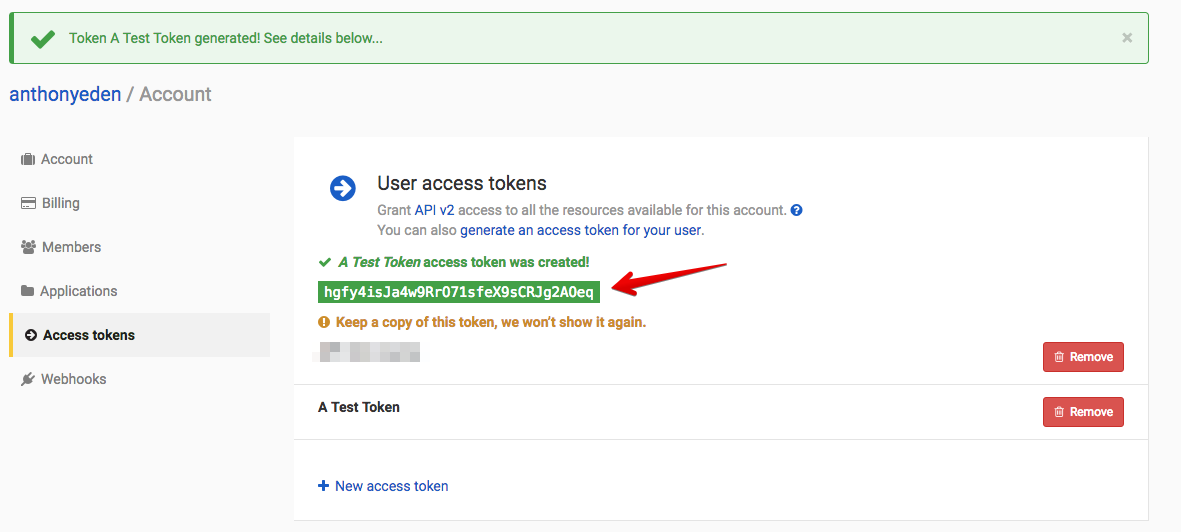 Token A Test Token generated! See details below...
×
anthonyeden / Account
Account
Billing
Members
Applications
Access tokens
Webhooks
User access tokens
Grant API v2 access to all the resources available for this account. ?
You can also generate an access token for your user.
A Test Token access token was created!
hgfy4isJa4w9RrO71sfeX9sCRJg2AOeq
Keep a copy of this token, we won't show it again.
Remove
A Test Token
Remove
+ New access token